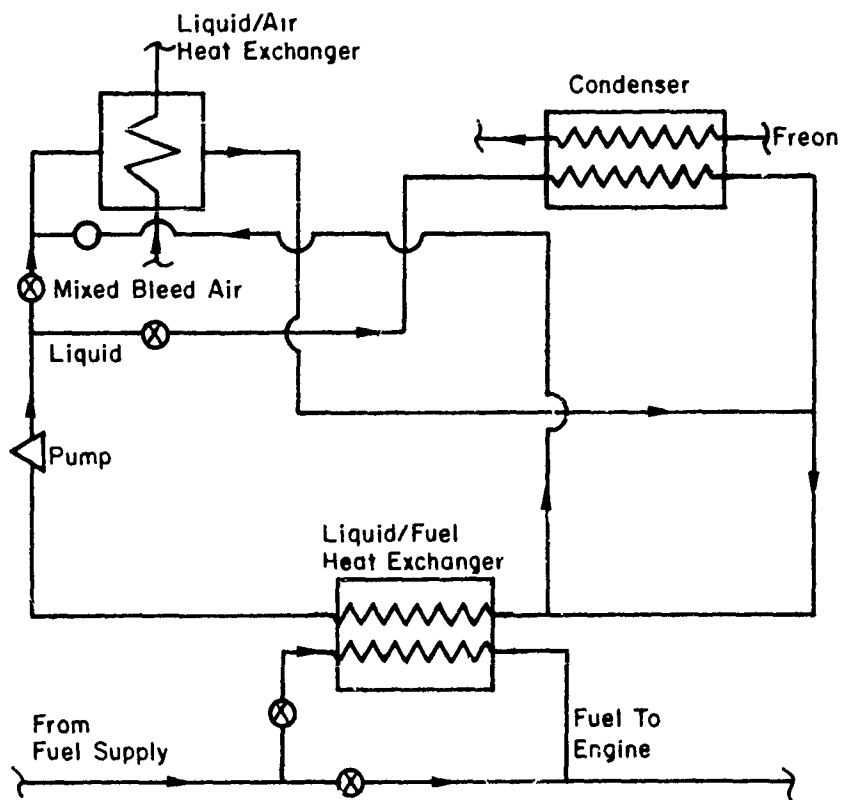 Liquid/Air
Heat Exchanger
Condenser
Freon
Mixed Bleed Air
Liquid
Pump
Liquid/Fuel
Heat Exchanger
From
Fuel Supply
Fuel To
Engine